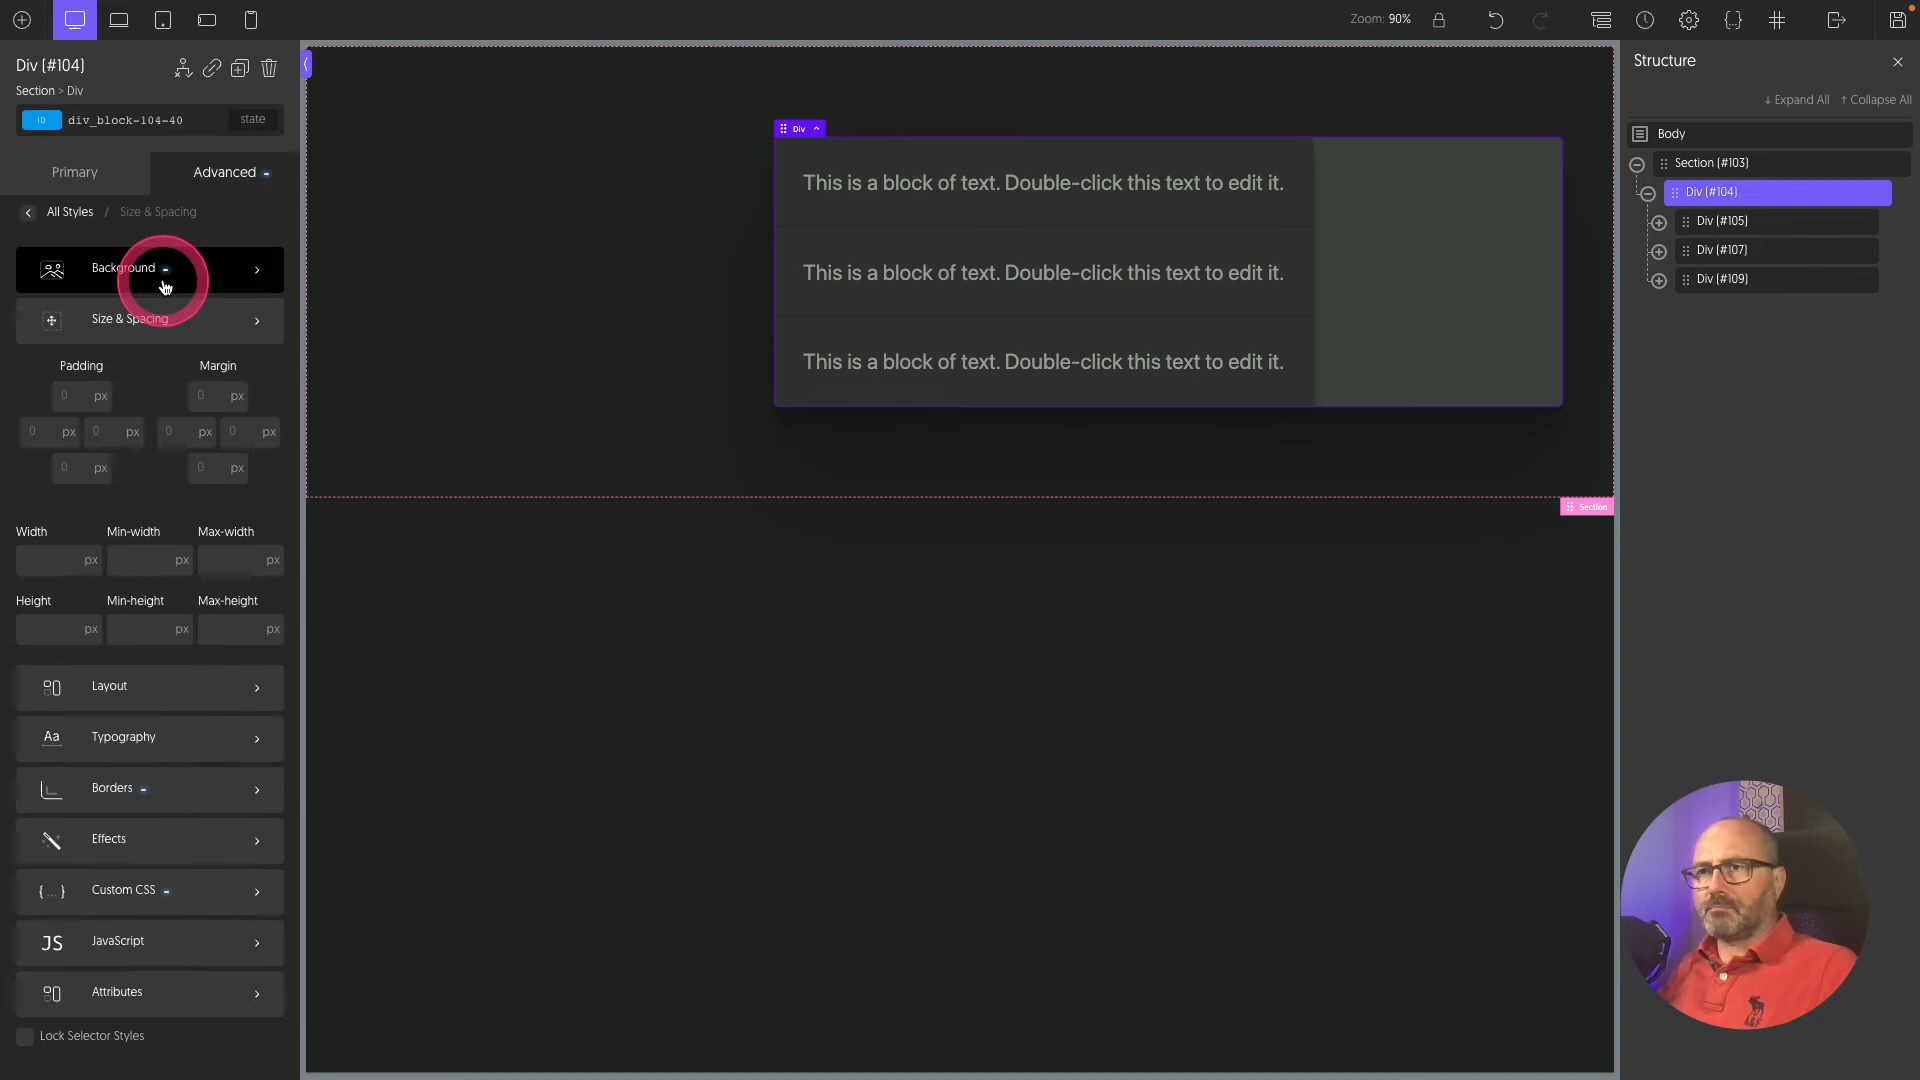 Zoom: 90%
Div (#104)
Section > Div
ID div_block-104-40 state
Primary
Advanced
All Styles / Size & Spacing
Background
Size & Spacing
Padding Margin
0 px 0 px
0 px 0 px 0 px 0 px
0 px 0 px
Width Min-width Max-width
px px px
Height Min-height Max-height
px px px
Layout
Aa Typography
Borders
Effects
{ ... } Custom CSS
JS JavaScript
Attributes
Lock Selector Styles
Div
This is a block of text. Double-click this text to edit it.
This is a block of text. Double-click this text to edit it.
This is a block of text. Double-click this text to edit it.
Section
Structure
Expand All Collapse All
Body
Section (#103)
Div (#104)
Div (#105)
Div (#107)
Div (#109)